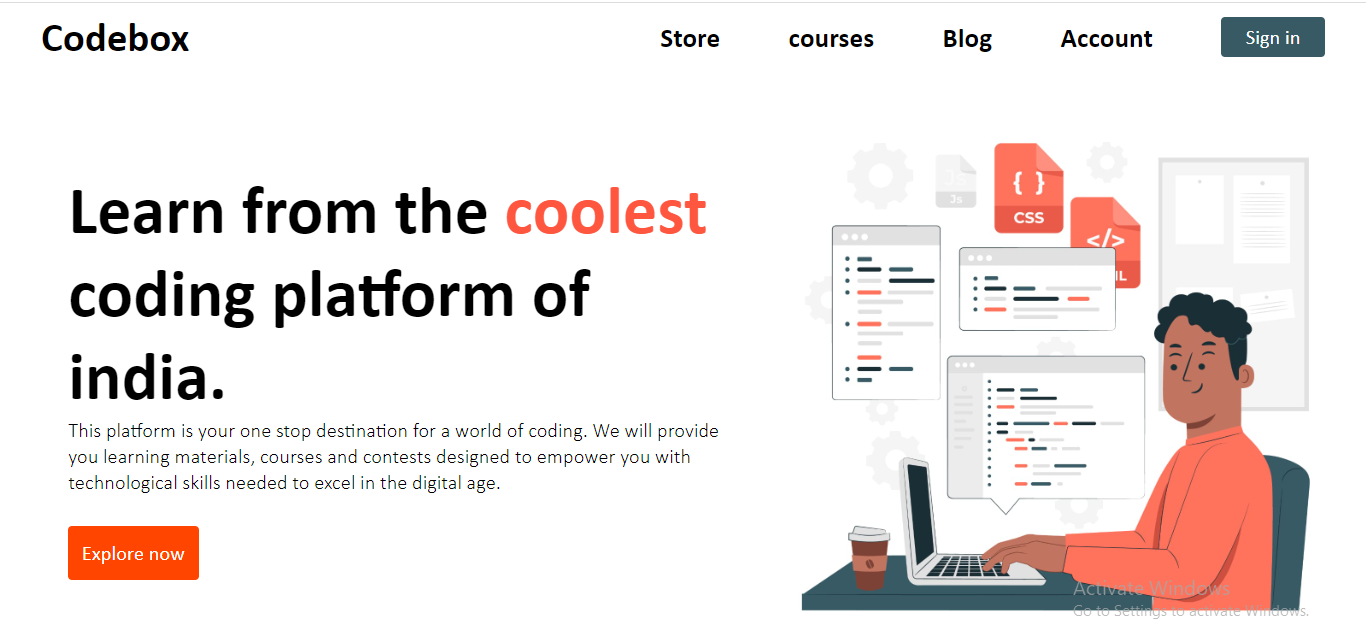 Codebox
Store courses Blog Account Sign in
Learn from the coolest
coding platform of
india.
This platform is your one stop destination for a world of coding. We will provide
you learning materials, courses and contests designed to empower you with
technological skills needed to excel in the digital age.
Explore now
Js
{ }
CSS
</>
IL
Activate Windows
Go to Settings to activate Windows.